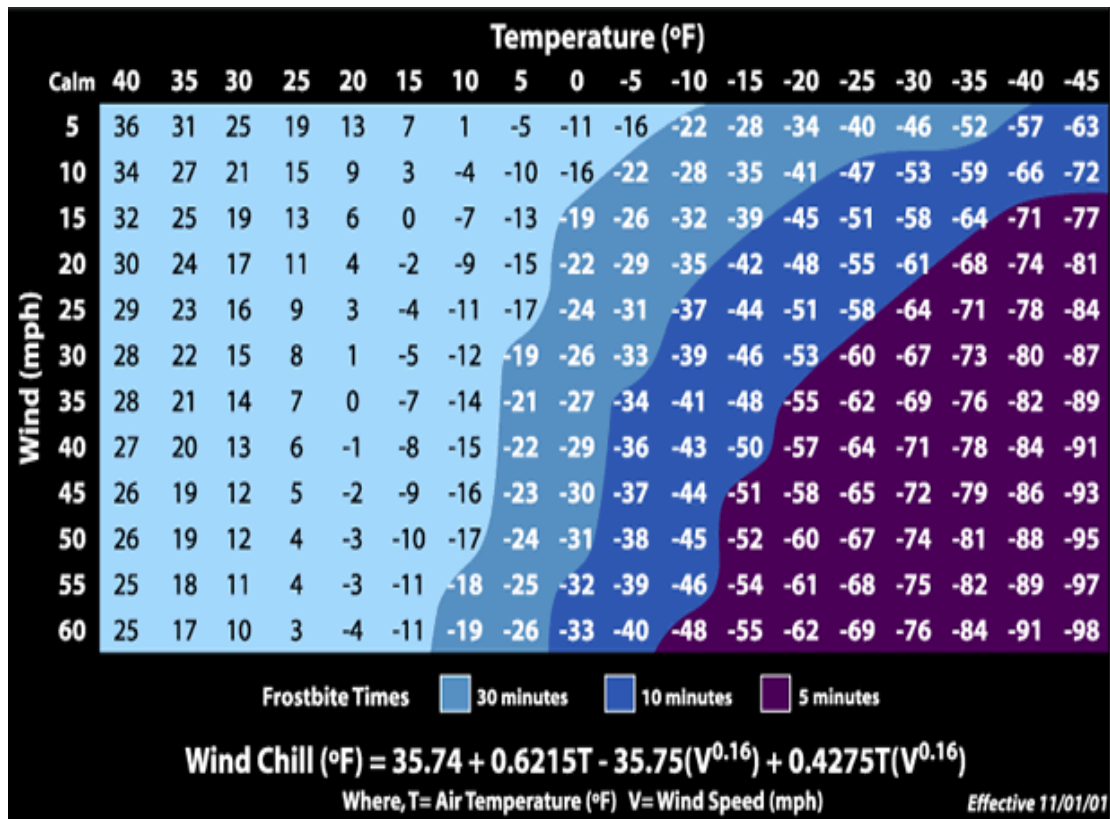 Temperature (ºF)
Calm 40 35 30 25 20 15 10 5 0 -5 -10 -15 -20 -25 -30 -35 -40 -45
5 36 31 25 19 13 7 1 -5 -11 -16 -22 -28 -34 -40 -46 -52 -57 -63
10 34 27 21 15 9 3 -4 -10 -16 -22 -28 -35 -41 -47 -53 -59 -66 -72
15 32 25 19 13 6 0 -7 -13 -19 -26 -32 -39 -45 -51 -58 -64 -71 -77
20 30 24 17 11 4 -2 -9 -15 -22 -29 -35 -42 -48 -55 -61 -68 -74 -81
25 29 23 16 9 3 -4 -11 -17 -24 -31 -37 -44 -51 -58 -64 -71 -78 -84
30 28 22 15 8 1 -5 -12 -19 -26 -33 -39 -46 -53 -60 -67 -73 -80 -87
35 28 21 14 7 0 -7 -14 -21 -27 -34 -41 -48 -55 -62 -69 -76 -82 -89
40 27 20 13 6 -1 -8 -15 -22 -29 -36 -43 -50 -57 -64 -71 -78 -84 -91
45 26 19 12 5 -2 -9 -16 -23 -30 -37 -44 -51 -58 -65 -72 -79 -86 -93
50 26 19 12 4 -3 -10 -17 -24 -31 -38 -45 -52 -60 -67 -74 -81 -88 -95
55 25 18 11 4 -3 -11 -18 -25 -32 -39 -46 -54 -61 -68 -75 -82 -89 -97
60 25 17 10 3 -4 -11 -19 -26 -33 -40 -48 -55 -62 -69 -76 -84 -91 -98
Wind (mph)
Frostbite Times 30 minutes 10 minutes 5 minutes
Wind Chill (ºF) = 35.74 + 0.6215T - 35.75(V^0.16) + 0.4275T(V^0.16)
Where, T= Air Temperature (ºF) V= Wind Speed (mph)
Effective 11/01/01